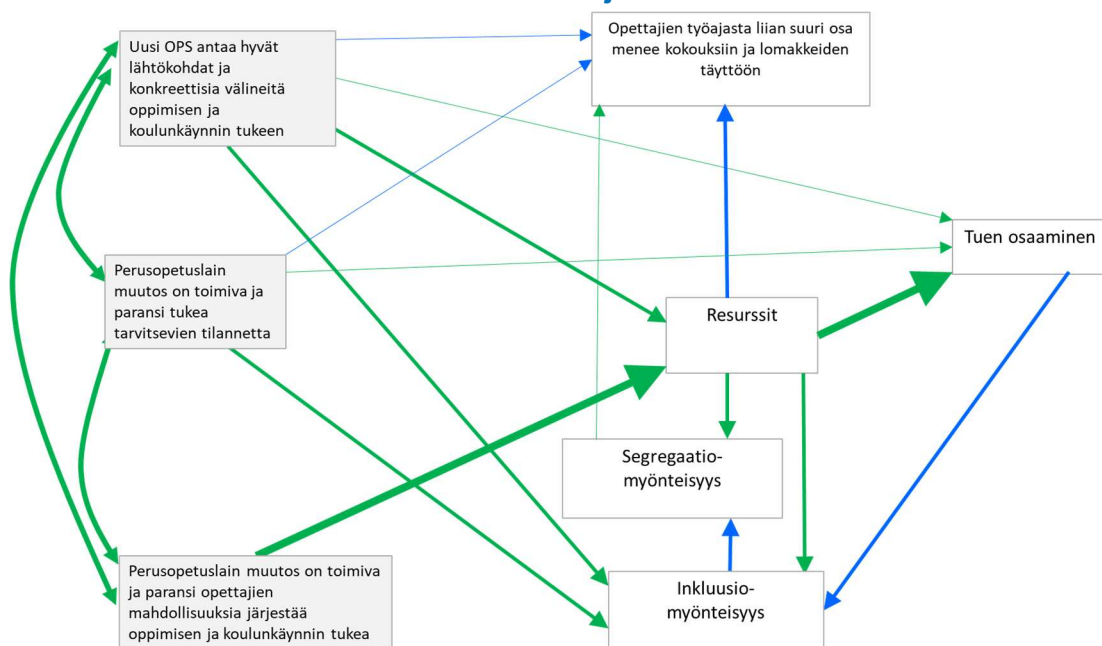 Uusi OPS antaa hyvät
lähtökohdat ja
konkreettisia välineitä
oppimisen ja
koulunkäynnin tukeen
Opettajien työajasta liian suuri osa
menee kokouksiin ja lomakkeiden
täyttöön
Tuen osaaminen
Perusopetuslain
muutos on toimiva ja
paransi tukea
tarvitsevien tilannetta
Resurssit
Segregaatio-
myönteisyys
Perusopetuslain muutos on toimiva
ja paransi opettajien
mahdollisuuksia järjestää
oppimisen ja koulunkäynnin tukea
Inkluusio-
myönteisyys